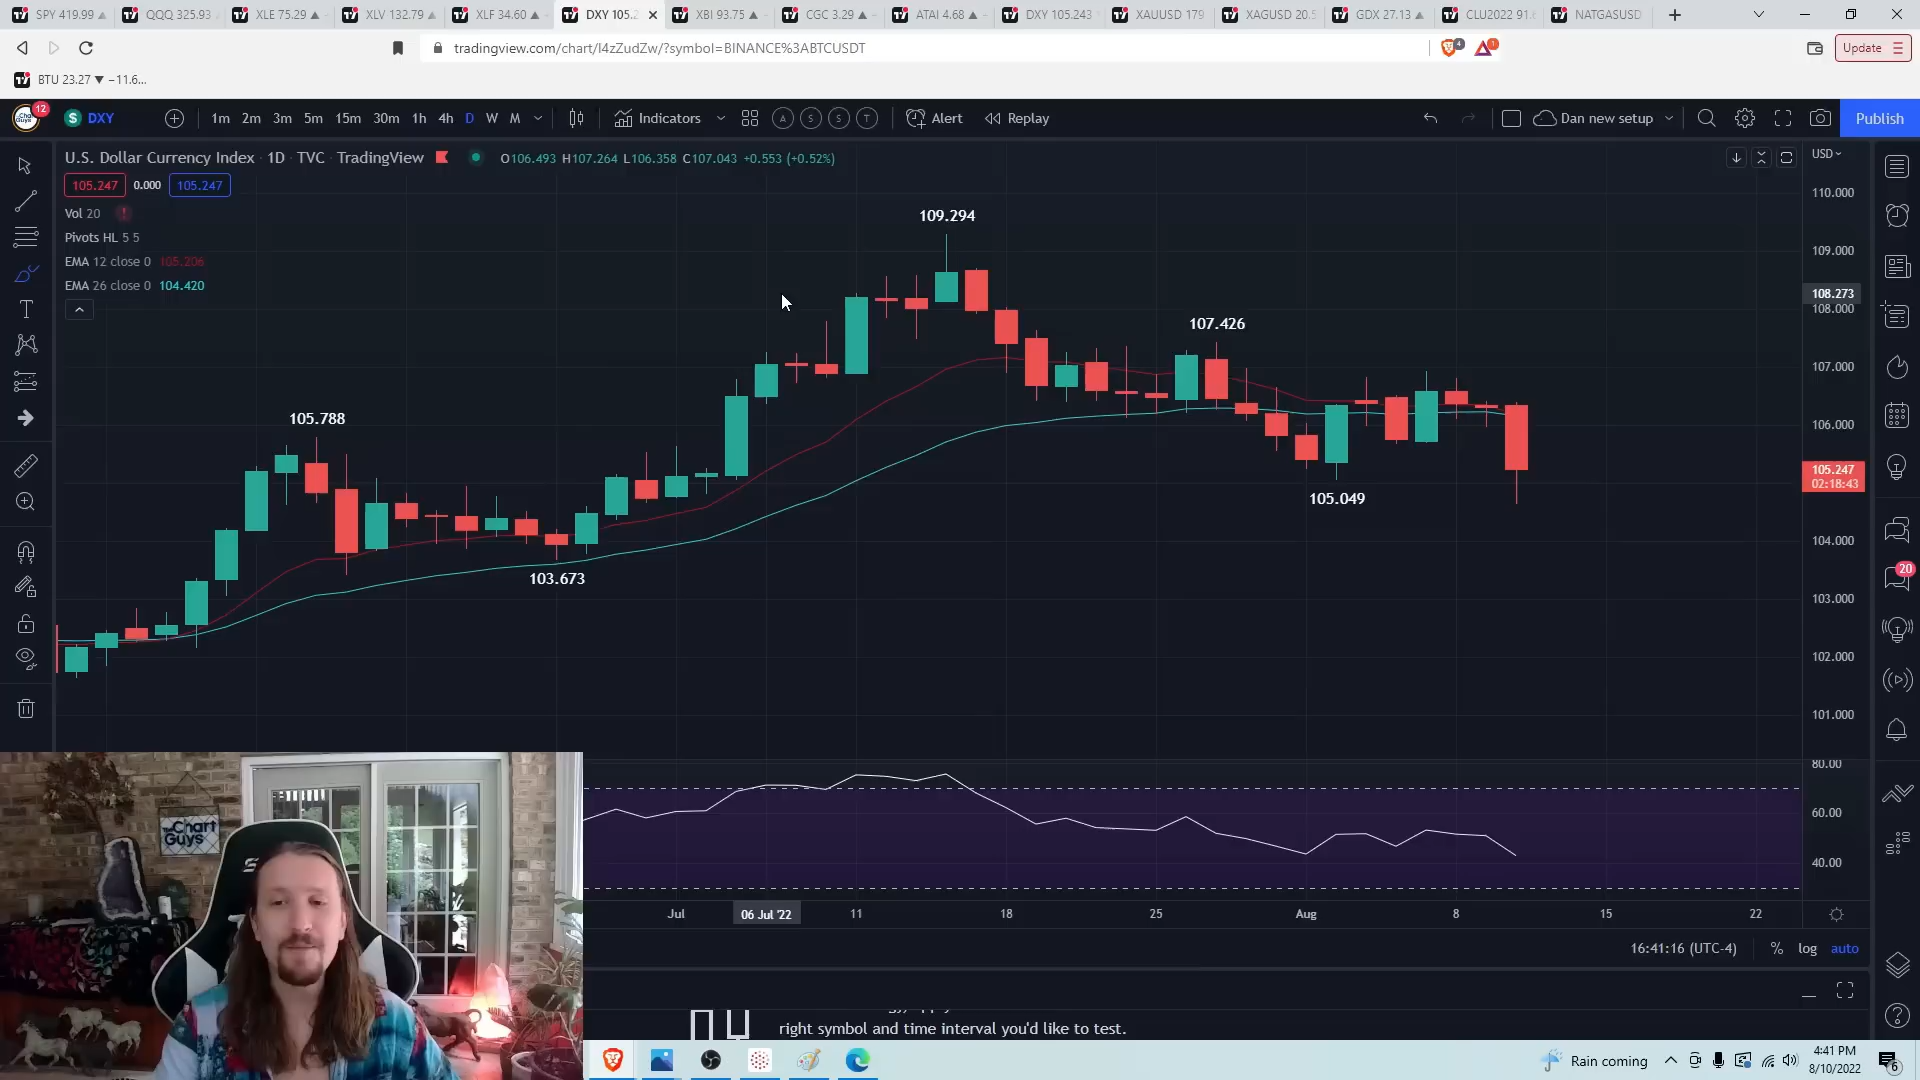 SPY 419.99
QQQ 325.93
XLE 75.29
XLV 132.79
XLF 34.60
DXY 105.2
XBI 93.75
CGC 3.29
ATAI 4.68
DXY 105.243
XAUUSD 179
XAGUSD 20.5
GDX 27.13
CLU2022 91.
NATGASUSD
tradingview.com/chart/I4zZudZw/?symbol=BINANCE%3ABTCUSDT
4
1
Update
BTU 23.27 ▼ −11.6...
12
DXY
1m 2m 3m 5m 15m 30m 1h 4h D W M
Indicators
A S S T
Alert
Replay
Dan new setup
Publish
U.S. Dollar Currency Index · 1D · TVC · TradingView
O106.493 H107.264 L106.358 C107.043 +0.553 (+0.52%)
USD
105.247 0.000 105.247
Vol 20
Pivots HL 5 5
EMA 12 close 0 105.206
EMA 26 close 0 104.420
109.294
107.426
105.788
105.049
103.673
110.000
109.000
108.273
108.000
107.000
106.000
105.247
02:18:43
104.000
103.000
102.000
101.000
80.00
60.00
40.00
20
The Chart Guys
Jul
06 Jul '22
11
18
25
Aug
8
15
22
16:41:16 (UTC-4)
% log auto
right symbol and time interval you'd like to test.
Rain coming
4:41 PM
8/10/2022
6